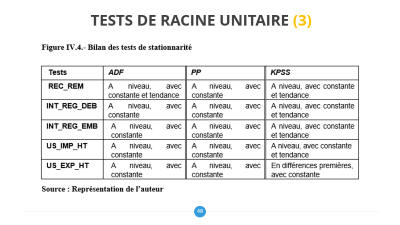 TESTS DE RACINE UNITAIRE (3)
Figure IV.4.- Bilan des tests de stationnarité
Tests ADF PP KPSS
REC_REM A niveau, avec constante et tendance A niveau, avec constante A niveau, avec constante et tendance
INT_REG_DEB A niveau, avec constante A niveau, avec constante A niveau, avec constante et tendance
INT_REG_EMB A niveau, avec constante A niveau, avec constante A niveau, avec constante et tendance
US_IMP_HT A niveau, avec constante A niveau, avec constante A niveau, avec constante et tendance
US_EXP_HT A niveau, avec constante A niveau, avec constante En différences premières, avec constante
Source : Représentation de l'auteur